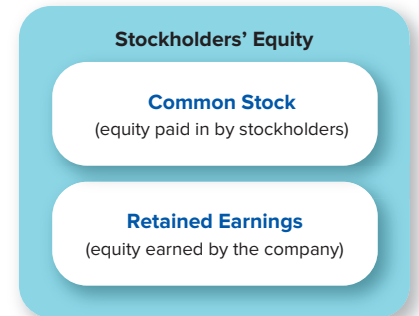 Stockholders’ Equity
Common Stock
(equity paid in by stockholders)
Retained Earnings
(equity earned by the company)